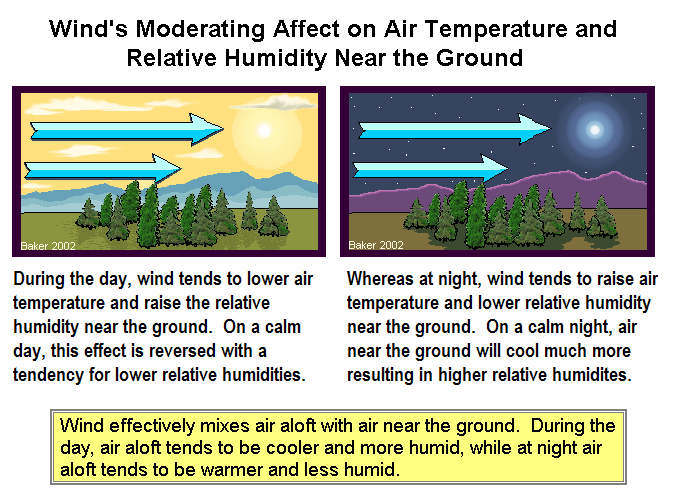 Wind's Moderating Affect on Air Temperature and
Relative Humidity Near the Ground
Baker 2002
Baker 2002
During the day, wind tends to lower air
temperature and raise the relative
humidity near the ground.  On a calm
day, this effect is reversed with a
tendency for lower relative humidities.
Whereas at night, wind tends to raise air
temperature and lower relative humidity
near the ground.  On a calm night, air
near the ground will cool much more
resulting in higher relative humidites.
Wind effectively mixes air aloft with air near the ground.  During the
day, air aloft tends to be cooler and more humid, while at night air
aloft tends to be warmer and less humid.